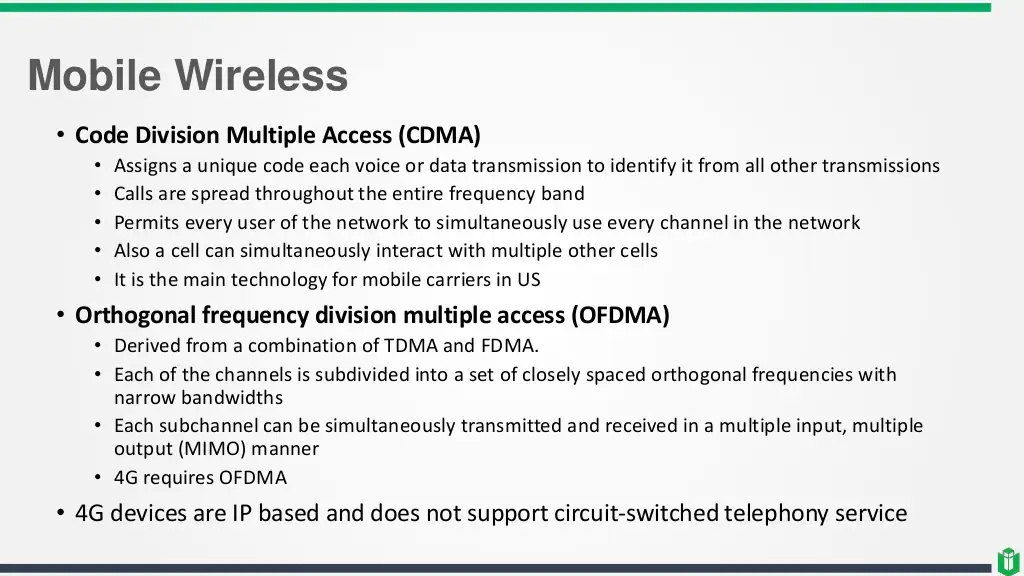 Mobile Wireless
• Code Division Multiple Access (CDMA)
• Assigns a unique code each voice or data transmission to identify it from all other transmissions
• Calls are spread throughout the entire frequency band
• Permits every user of the network to simultaneously use every channel in the network
• Also a cell can simultaneously interact with multiple other cells
• It is the main technology for mobile carriers in US
• Orthogonal frequency division multiple access (OFDMA)
• Derived from a combination of TDMA and FDMA.
• Each of the channels is subdivided into a set of closely spaced orthogonal frequencies with
narrow bandwidths
• Each subchannel can be simultaneously transmitted and received in a multiple input, multiple
output (MIMO) manner
• 4G requires OFDMA
• 4G devices are IP based and does not support circuit-switched telephony service